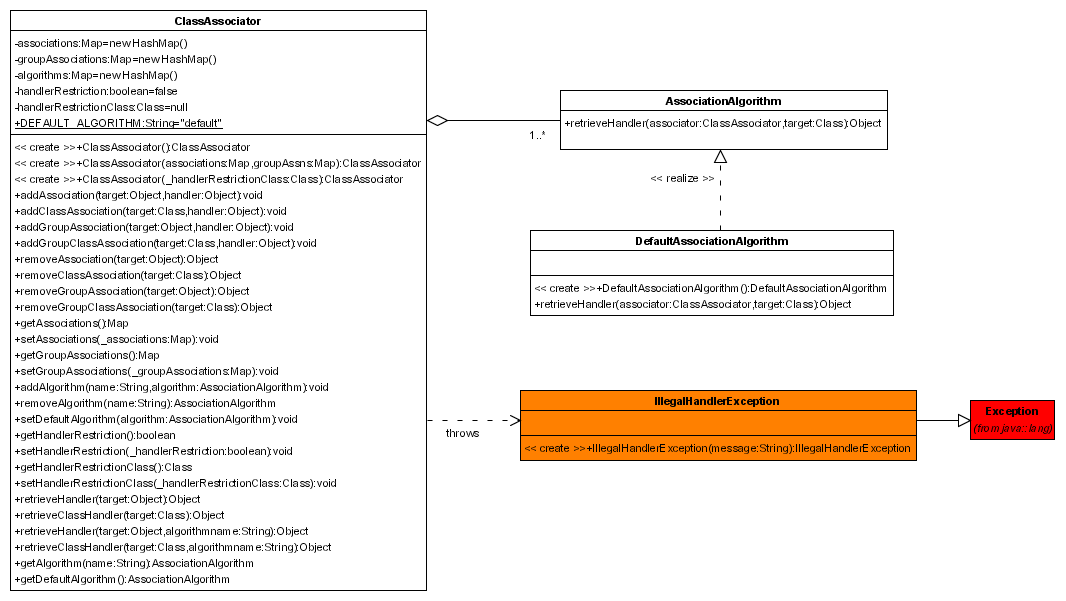 ClassAssociator
-associations:Map=new HashMap()
-groupAssociations:Map=new HashMap()
-algorithms:Map=new HashMap()
-handlerRestriction:boolean=false
-handlerRestrictionClass:Class=null
+DEFAULT_ALGORITHM:String="default"
<< create >>+ClassAssociator():ClassAssociator
<< create >>+ClassAssociator(associations:Map,groupAssns:Map):ClassAssociator
<< create >>+ClassAssociator(_handlerRestrictionClass:Class):ClassAssociator
+addAssociation(target:Object,handler:Object):void
+addClassAssociation(target:Class,handler:Object):void
+addGroupAssociation(target:Object,handler:Object):void
+addGroupClassAssociation(target:Class,handler:Object):void
+removeAssociation(target:Object):Object
+removeClassAssociation(target:Class):Object
+removeGroupAssociation(target:Object):Object
+removeGroupClassAssociation(target:Class):Object
+getAssociations():Map
+setAssociations(_associations:Map):void
+getGroupAssociations():Map
+setGroupAssociations(_groupAssociations:Map):void
+addAlgorithm(name:String,algorithm:AssociationAlgorithm):void
+removeAlgorithm(name:String):AssociationAlgorithm
+setDefaultAlgorithm(algorithm:AssociationAlgorithm):void
+getHandlerRestriction():boolean
+setHandlerRestriction(_handlerRestriction:boolean):void
+getHandlerRestrictionClass():Class
+setHandlerRestrictionClass(_handlerRestrictionClass:Class):void
+retrieveHandler(target:Object):Object
+retrieveClassHandler(target:Class):Object
+retrieveHandler(target:Object,algorithmname:String):Object
+retrieveClassHandler(target:Class,algorithmname:String):Object
+getAlgorithm(name:String):AssociationAlgorithm
+getDefaultAlgorithm():AssociationAlgorithm
1..*
AssociationAlgorithm
+retrieveHandler(associator:ClassAssociator,target:Class):Object
<< realize >>
DefaultAssociationAlgorithm
<< create >>+DefaultAssociationAlgorithm():DefaultAssociationAlgorithm
+retrieveHandler(associator:ClassAssociator,target:Class):Object
throws
IllegalHandlerException
<< create >>+IllegalHandlerException(message:String):IllegalHandlerException
Exception
(from java::lang)